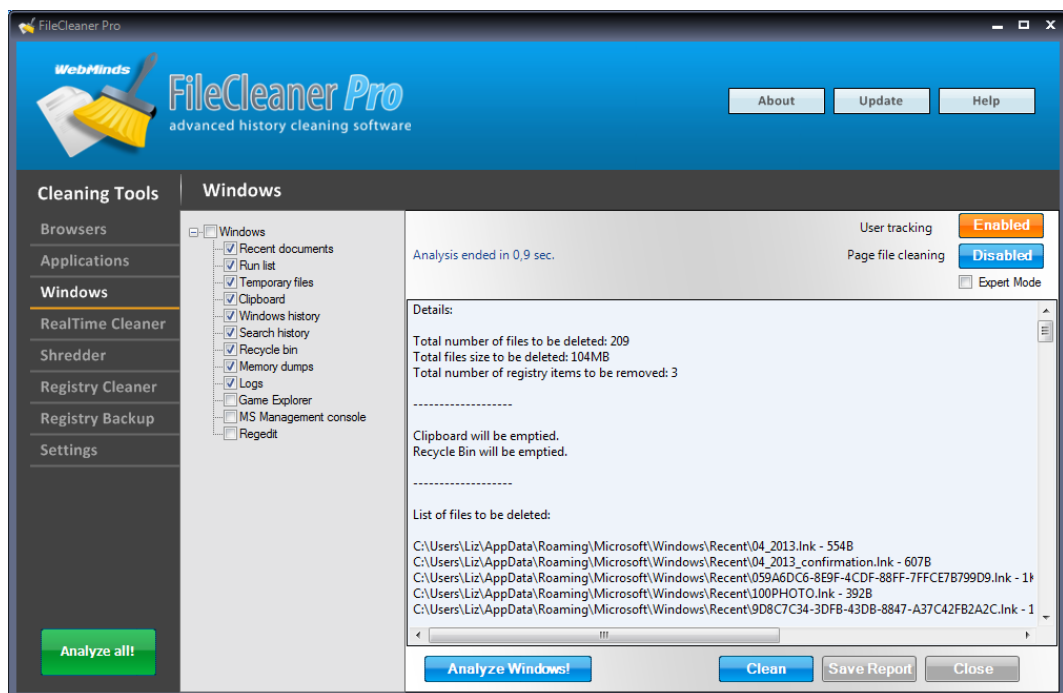 FileCleaner Pro
WebMinds
FileCleaner Pro
advanced history cleaning software
About
Update
Help
Cleaning Tools
Windows
Browsers
Applications
Windows
RealTime Cleaner
Shredder
Registry Cleaner
Registry Backup
Settings
Analyze all!
Windows
Recent documents
Run list
Temporary files
Clipboard
Windows history
Search history
Recycle bin
Memory dumps
Logs
Game Explorer
MS Management console
Regedit
Analysis ended in 0,9 sec.
User tracking
Enabled
Page file cleaning
Disabled
Expert Mode
Details:
Total number of files to be deleted: 209
Total files size to be deleted: 104MB
Total number of registry items to be removed: 3
-------------------
Clipboard will be emptied.
Recycle Bin will be emptied.
-------------------
List of files to be deleted:
C:\Users\Liz\AppData\Roaming\Microsoft\Windows\Recent\04_2013.lnk - 554B
C:\Users\Liz\AppData\Roaming\Microsoft\Windows\Recent\04_2013_confirmation.lnk - 607B
C:\Users\Liz\AppData\Roaming\Microsoft\Windows\Recent\059A6DC6-8E9F-4CDF-88FF-7FFCE7B799D9.lnk - 1K
C:\Users\Liz\AppData\Roaming\Microsoft\Windows\Recent\100PHOTO.lnk - 392B
C:\Users\Liz\AppData\Roaming\Microsoft\Windows\Recent\9D8C7C34-3DFB-43DB-8847-A37C42FB2A2C.lnk - 1
Analyze Windows!
Clean
Save Report
Close